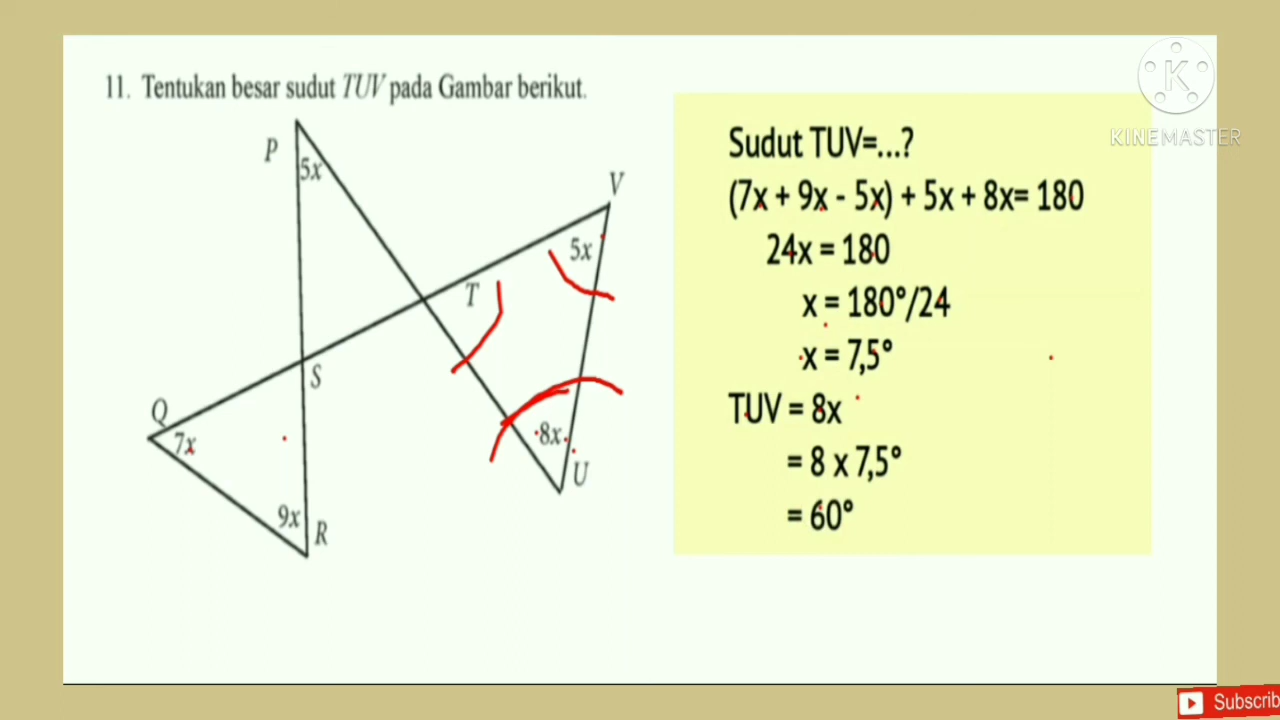 11. Tentukan besar sudut TUV pada Gambar berikut.
P
5x
V
5x
T
S
Q
7x
8x
U
9x
R
Sudut TUV=...?
(7x + 9x - 5x) + 5x + 8x= 180
24x = 180
x = 180°/24
x = 7,5°
TUV = 8x
= 8 x 7,5°
= 60°
K
KINEMASTER
Subscrib